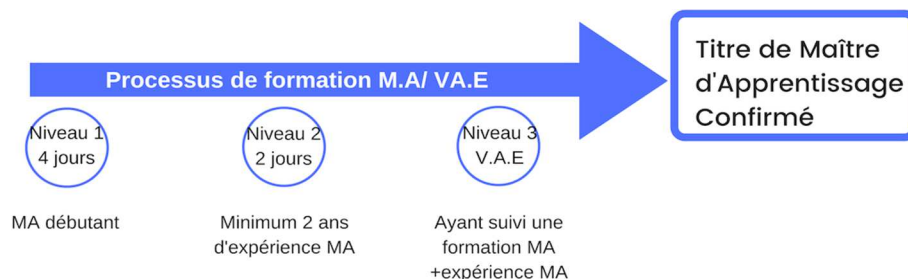 Processus de formation M.A/ VA.E
Titre de Maître
d'Apprentissage
Confirmé
Niveau 1
4 jours
Niveau 2
2 jours
Niveau 3
V.A.E
MA débutant
Minimum 2 ans
d'expérience MA
Ayant suivi une
formation MA
+expérience MA